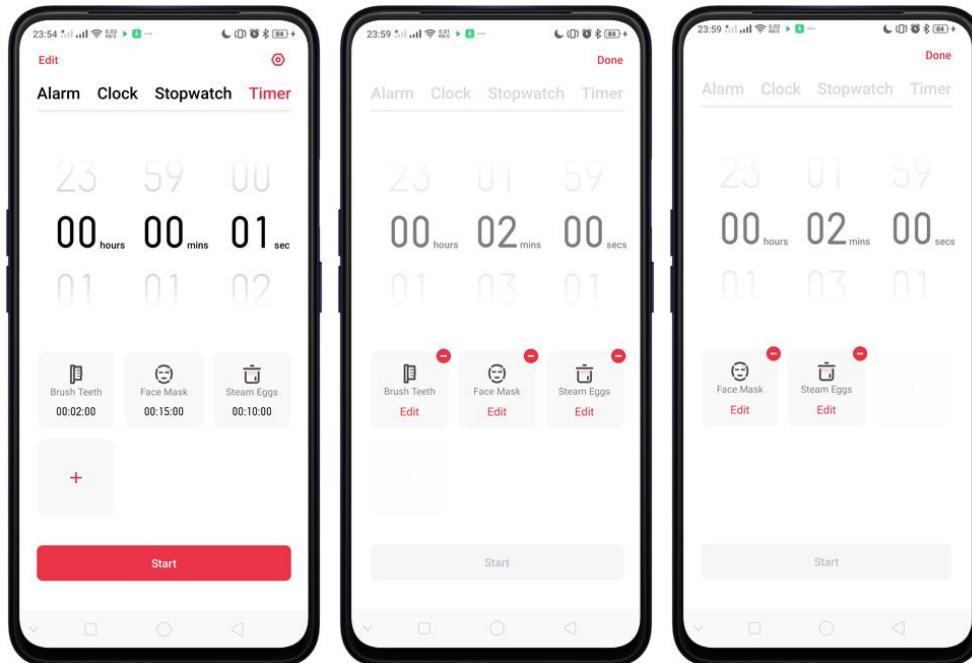 23:54
Edit
Alarm Clock Stopwatch Timer
23 59 00
00 hours 00 mins 01 sec
01 01 02
Brush Teeth Face Mask Steam Eggs
00:02:00 00:15:00 00:10:00
+
Start
23:59
Done
Alarm Clock Stopwatch Timer
23 01 59
00 hours 02 mins 00 secs
01 03 01
Brush Teeth Face Mask Steam Eggs
Edit Edit Edit
Start
23:59
Done
Alarm Clock Stopwatch Timer
23 01 59
00 hours 02 mins 00 secs
01 03 01
Face Mask Steam Eggs
Edit Edit
Start